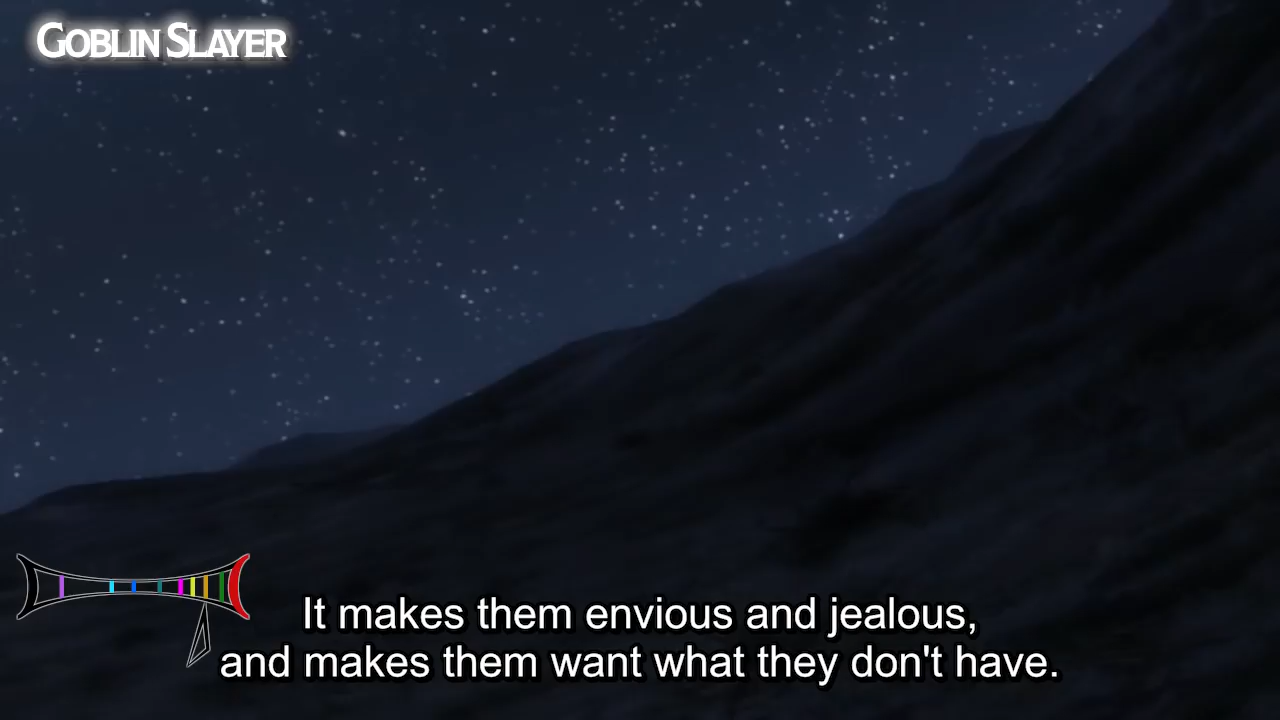 GOBLIN SLAYER
It makes them envious and jealous,
and makes them want what they don't have.